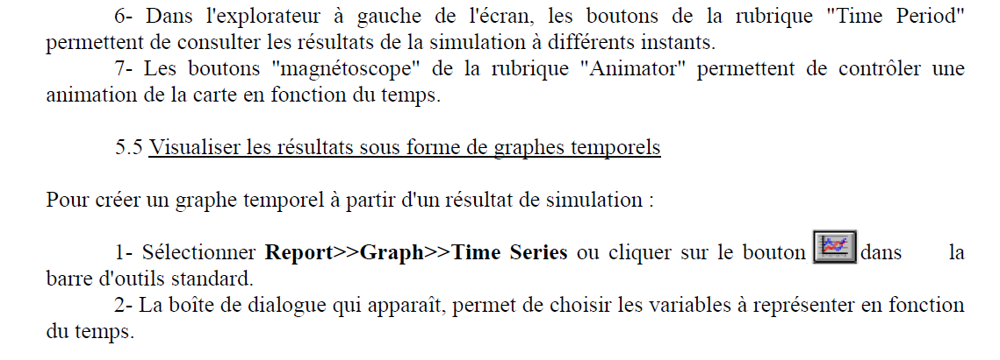 6- Dans l'explorateur à gauche de l'écran, les boutons de la rubrique "Time Period"
permettent de consulter les résultats de la simulation à différents instants.
7- Les boutons "magnétoscope" de la rubrique "Animator" permettent de contrôler une
animation de la carte en fonction du temps.
5.5 Visualiser les résultats sous forme de graphes temporels
Pour créer un graphe temporel à partir d'un résultat de simulation :
1- Sélectionner Report>>Graph>>Time Series ou cliquer sur le bouton dans la
barre d'outils standard.
2- La boîte de dialogue qui apparaît, permet de choisir les variables à représenter en fonction
du temps.